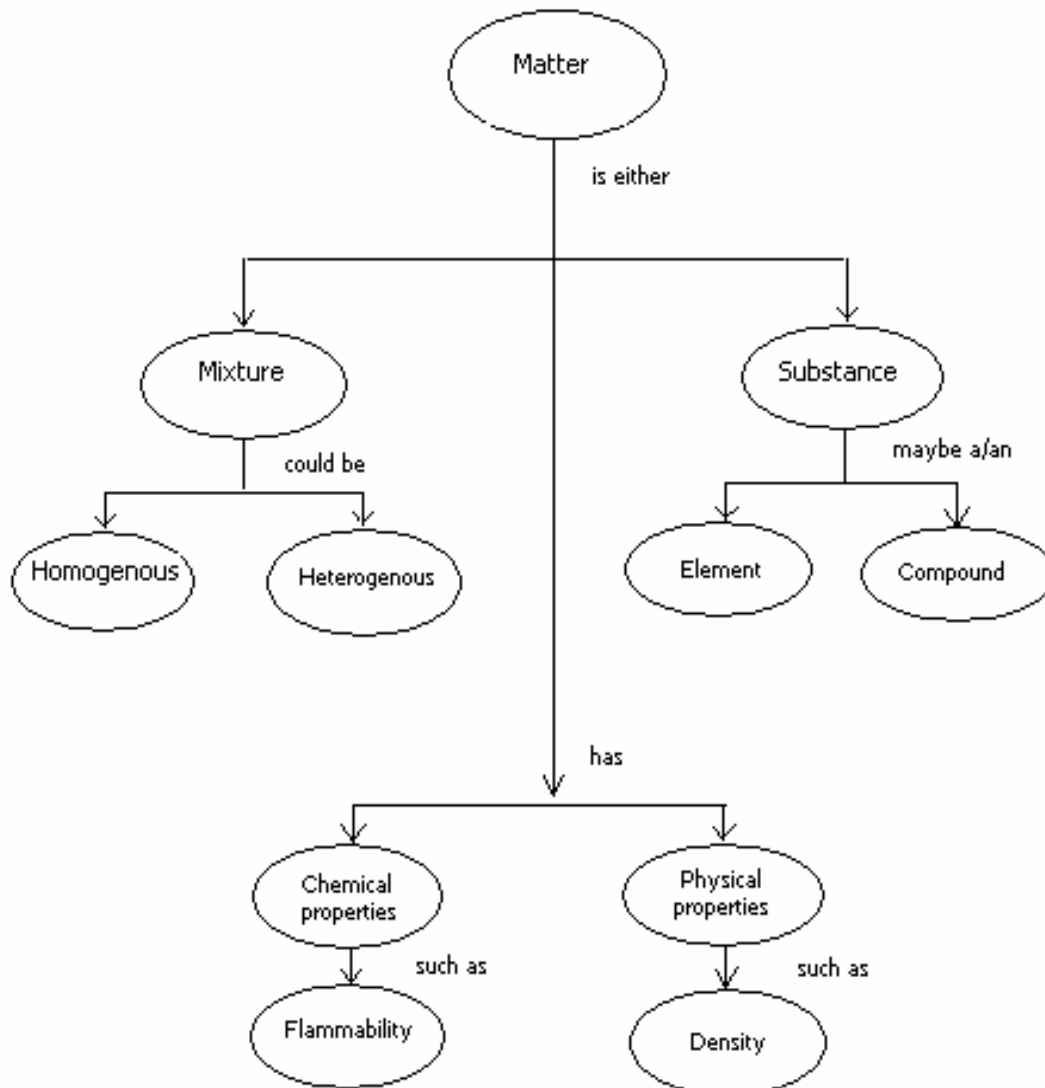 Matter
is either
Mixture
Substance
could be
maybe a/an
Homogenous
Heterogenous
Element
Compound
has
Chemical
properties
Physical
properties
such as
such as
Flammability
Density